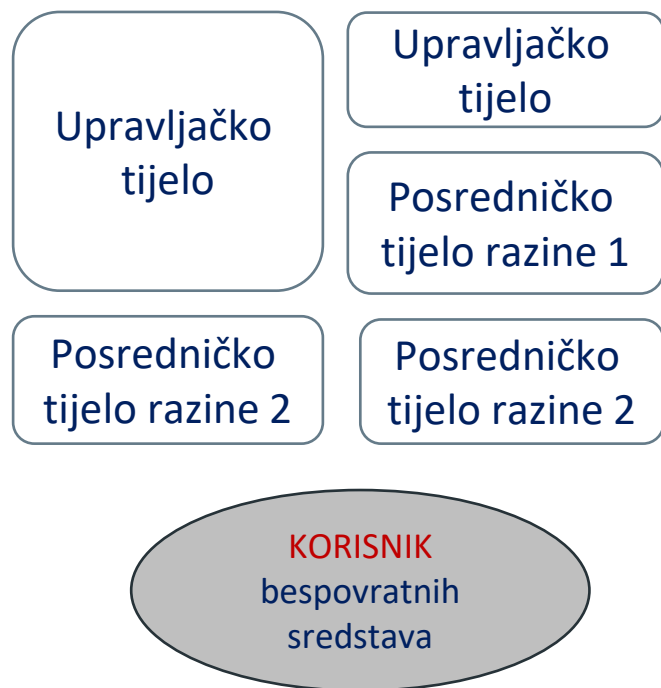 Upravljačko
tijelo
Posredničko
tijelo razine 2
Upravljačko
tijelo
Posredničko
tijelo razine 1
Posredničko
tijelo razine 2
KORISNIK
bespovratnih
sredstava